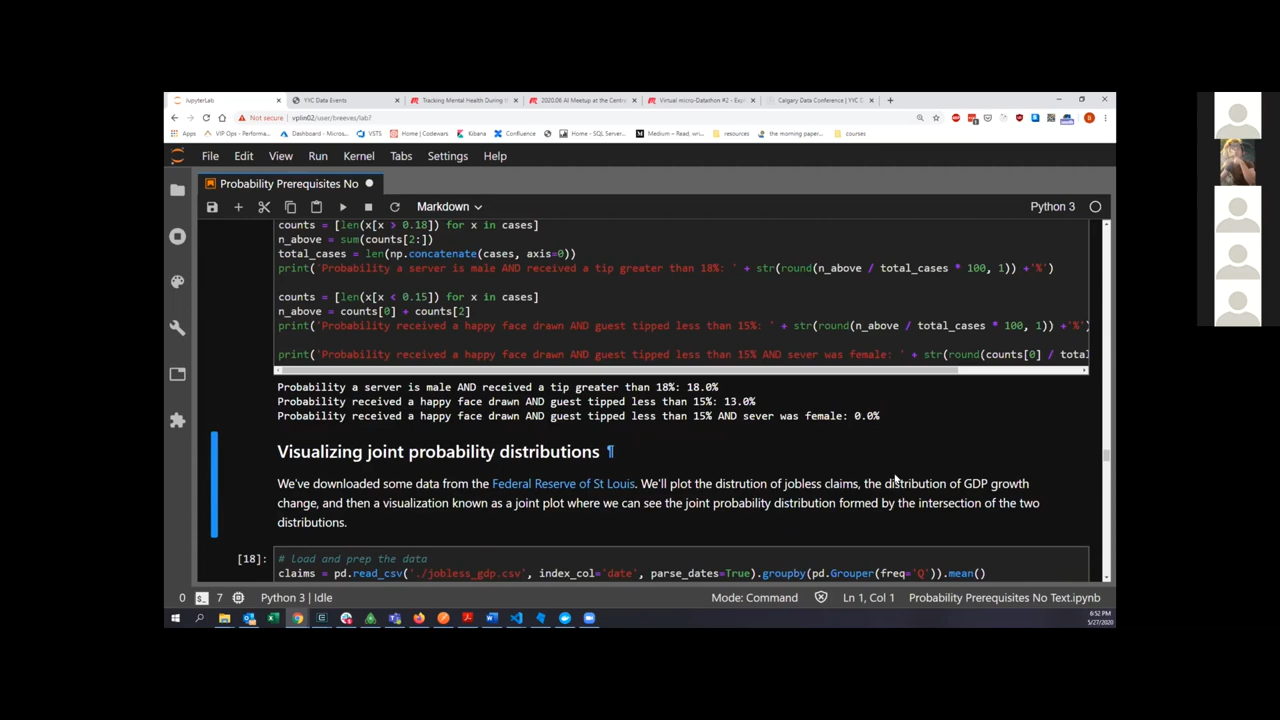 JupyterLab
YYC Data Events
Tracking Mental Health During th
2020.06 AI Meetup at the Centre
Virtual micro-Datathon #2 - Expl
Calgary Data Conference | YYC D
Not secure | vplin02/user/breeves/lab?
Apps
VIP Ops - Performa...
Dashboard - Micros...
VSTS
Home | Codewars
Kibana
Confluence
Home - SQL Server...
Medium – Read, wri...
resources
the morning paper...
courses
File Edit View Run Kernel Tabs Settings Help
Probability Prerequisites No
Markdown
Python 3
counts = [len(x[x > 0.18]) for x in cases]
n_above = sum(counts[2:])
total_cases = len(np.concatenate(cases, axis=0))
print('Probability a server is male AND received a tip greater than 18%: ' + str(round(n_above / total_cases * 100, 1)) +'%')
counts = [len(x[x < 0.15]) for x in cases]
n_above = counts[0] + counts[2]
print('Probability received a happy face drawn AND guest tipped less than 15%: ' + str(round(n_above / total_cases * 100, 1)) +'%')
print('Probability received a happy face drawn AND guest tipped less than 15% AND sever was female: ' + str(round(counts[0] / total
Probability a server is male AND received a tip greater than 18%: 18.0%
Probability received a happy face drawn AND guest tipped less than 15%: 13.0%
Probability received a happy face drawn AND guest tipped less than 15% AND sever was female: 0.0%
Visualizing joint probability distributions ¶
We've downloaded some data from the Federal Reserve of St Louis. We'll plot the distrution of jobless claims, the distribution of GDP growth
change, and then a visualization known as a joint plot where we can see the joint probability distribution formed by the intersection of the two
distributions.
[18]: # Load and prep the data
claims = pd.read_csv('./jobless_gdp.csv', index_col='date', parse_dates=True).groupby(pd.Grouper(freq='Q')).mean()
0
7
Python 3 | Idle
Mode: Command
Ln 1, Col 1
Probability Prerequisites No Text.ipynb
6:52 PM
5/27/2020